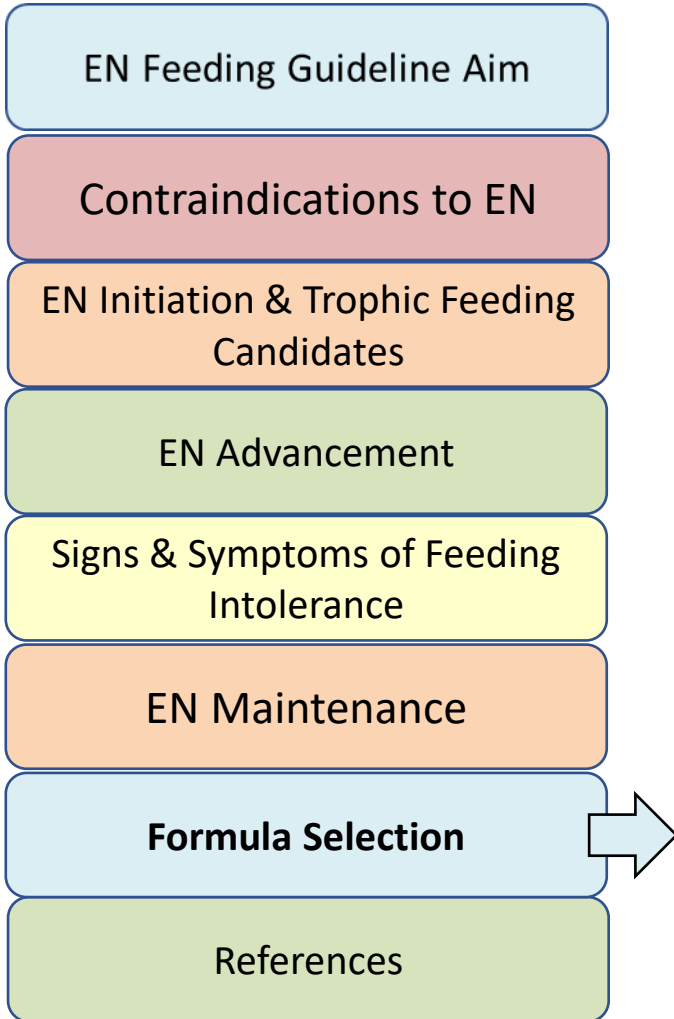 EN Feeding Guideline Aim
Contraindications to EN
EN Initiation & Trophic Feeding
Candidates
EN Advancement
Signs & Symptoms of Feeding
Intolerance
EN Maintenance
Formula Selection
References